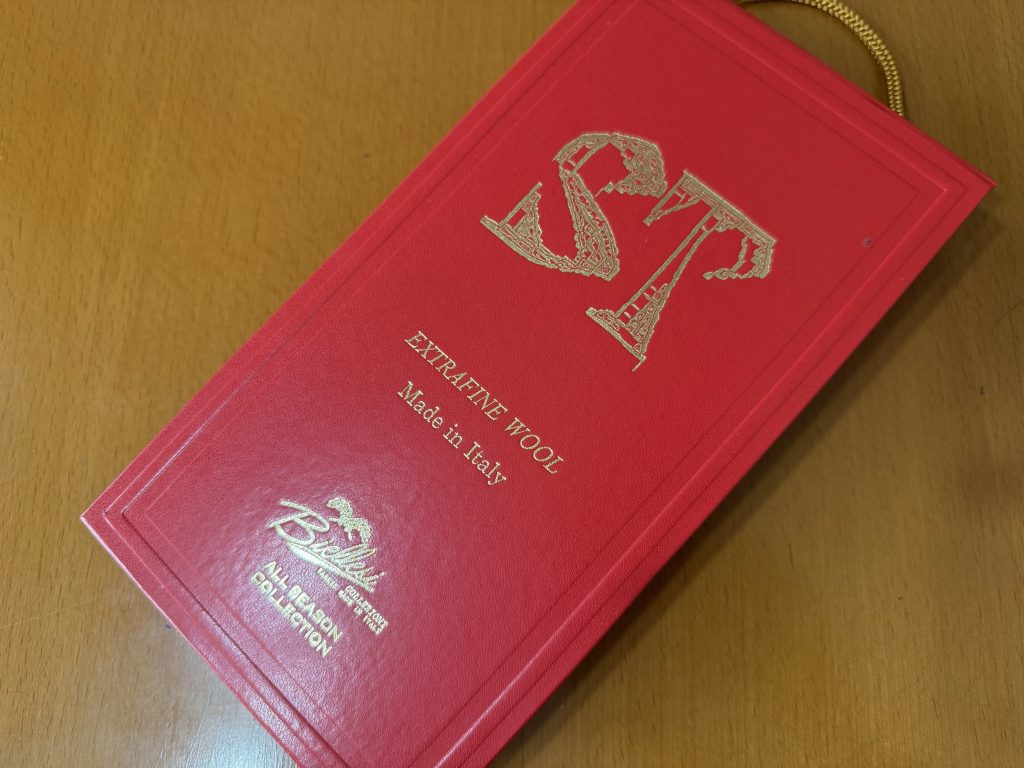 ST
EXTRAFINE WOOL
Made in Italy
Biellesi
ALL SEASON
COLLECTION